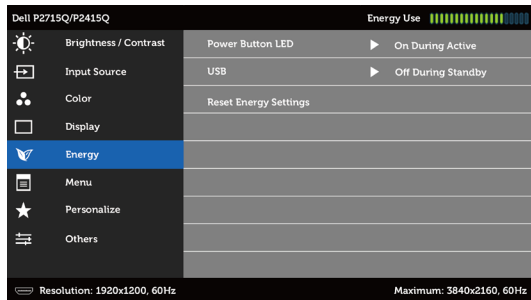 Dell P2715Q/P2415Q Energy Use
Brightness / Contrast Power Button LED On During Active
Input Source USB Off During Standby
Color Reset Energy Settings
Display
Energy
Menu
Personalize
Others
Resolution: 1920x1200, 60Hz Maximum: 3840x2160, 60Hz